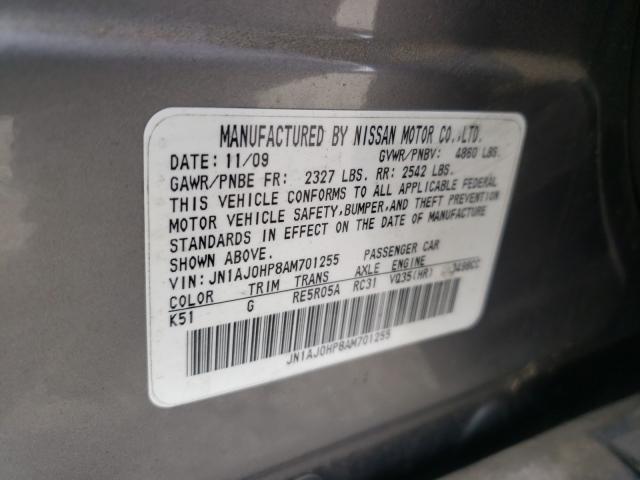 MANUFACTURED BY NISSAN MOTOR CO.,LTD.
DATE: 11/09 GVWR/PNBV: 4860 LBS.
GAWR/PNBE FR: 2327 LBS. RR: 2542 LBS.
THIS VEHICLE CONFORMS TO ALL APPLICABLE FEDERAL
MOTOR VEHICLE SAFETY, BUMPER, AND THEFT PREVENTION
STANDARDS IN EFFECT ON THE DATE OF MANUFACTURE
SHOWN ABOVE.
VIN: JN1AJ0HP8AM701255 PASSENGER CAR
COLOR TRIM TRANS AXLE ENGINE
K51 G RE5R05A RC31 VQ35(HR) 3498CC
JN1AJ0HP8AM701255